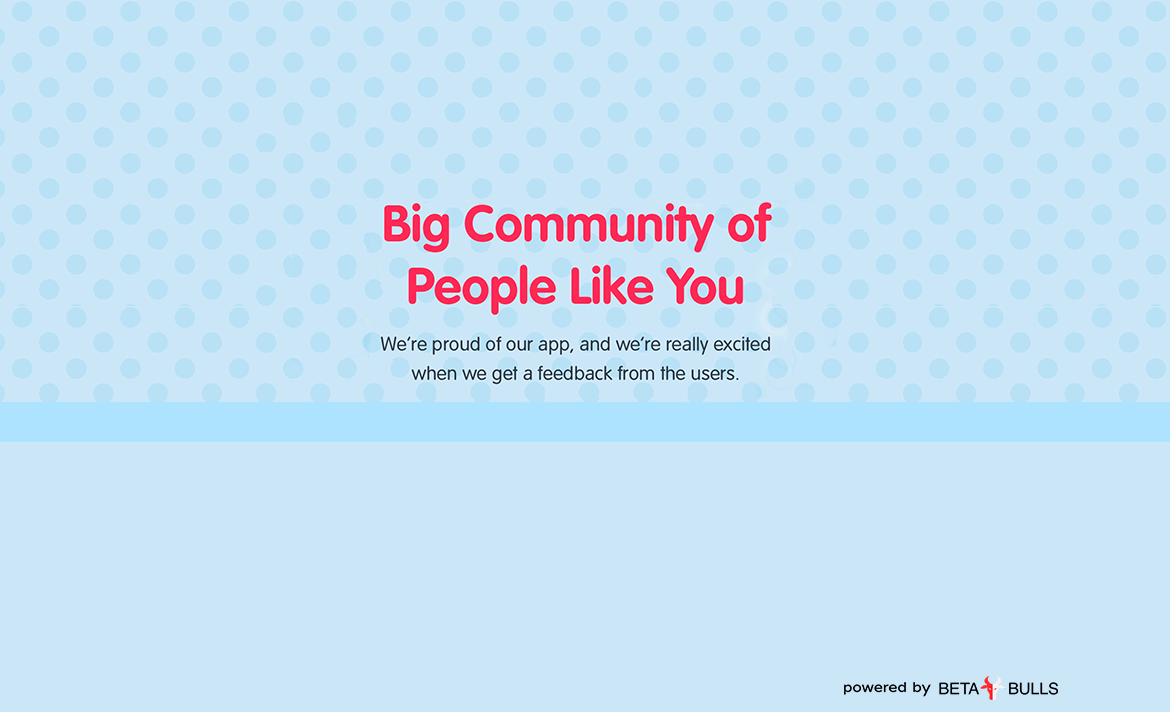 Big Community of
People Like You
We’re proud of our app, and we’re really excited
when we get a feedback from the users.
powered by BETA BULLS